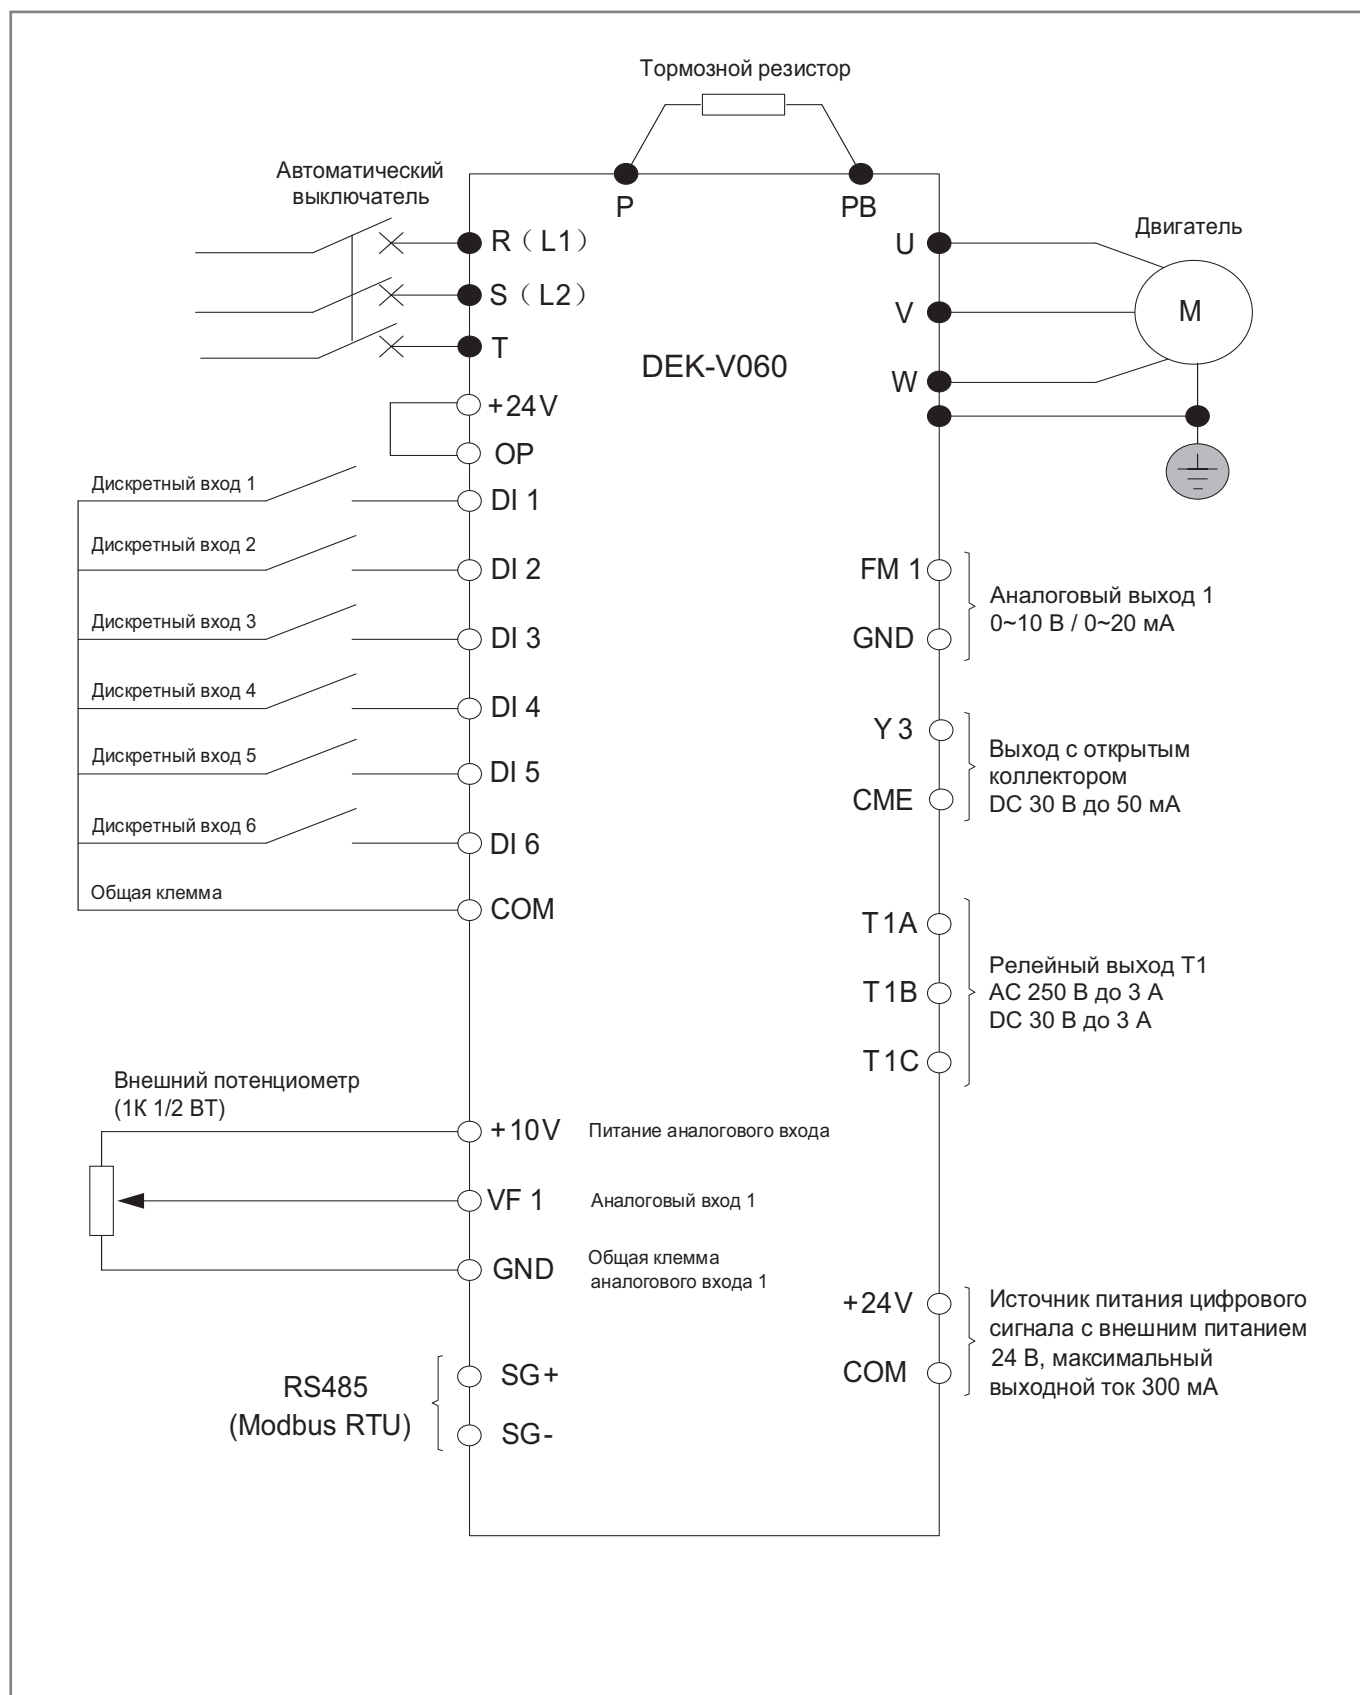 Тормозной резистор
Автоматический
выключатель
P
PB
R（L1）
S（L2）
T
U
V
W
Двигатель
M
DEK-V060
+24V
OP
Дискретный вход 1
DI 1
Дискретный вход 2
DI 2
Дискретный вход 3
DI 3
Дискретный вход 4
DI 4
Дискретный вход 5
DI 5
Дискретный вход 6
DI 6
Общая клемма
COM
FM 1
GND
Аналоговый выход 1
0~10 В / 0~20 мА
Y3
CME
Выход с открытым
коллектором
DC 30 В до 50 мА
T1A
T1B
T1C
Релейный выход T1
AC 250 В до 3 А
DC 30 В до 3 А
Внешний потенциометр
(1К 1/2 ВТ)
+10V
Питание аналогового входа
VF 1
Аналоговый вход 1
GND
Общая клемма
аналогового входа 1
+24V
COM
Источник питания цифрового
сигнала с внешним питанием
24 В, максимальный
выходной ток 300 мА
RS485
(Modbus RTU)
SG+
SG-